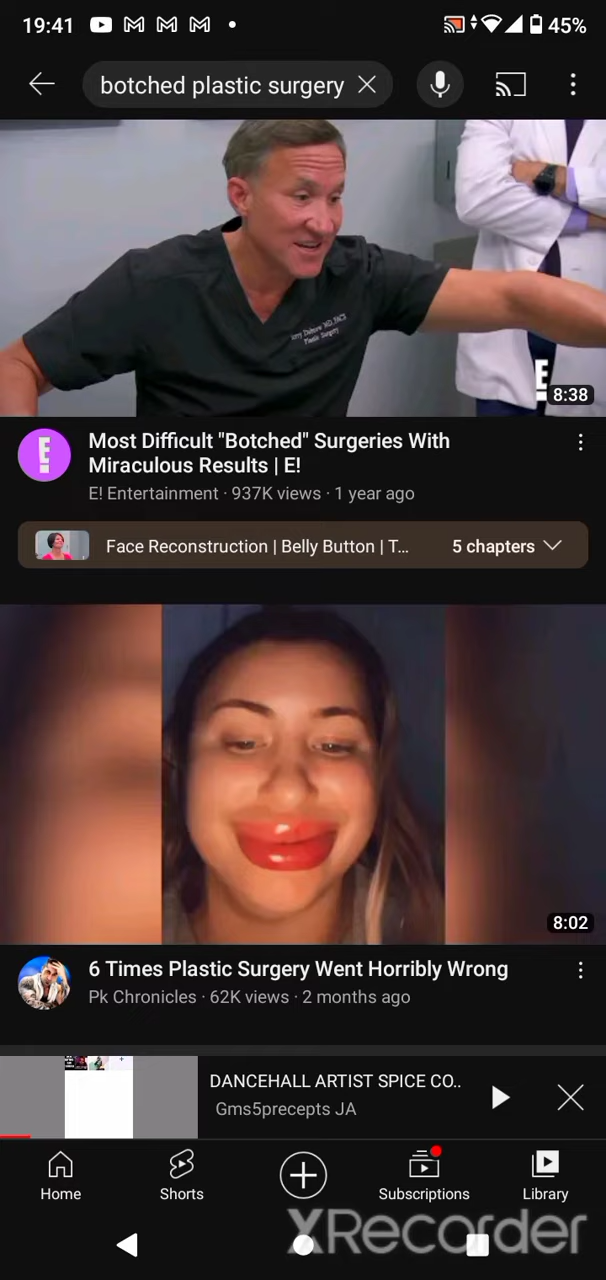 19:41
45%
botched plastic surgery
Plastic Surgery
E!
8:38
E!
Most Difficult "Botched" Surgeries With
Miraculous Results | E!
E! Entertainment · 937K views · 1 year ago
Face Reconstruction | Belly Button | T...
5 chapters
8:02
6 Times Plastic Surgery Went Horribly Wrong
Pk Chronicles · 62K views · 2 months ago
DANCEHALL ARTIST SPICE CO..
Gms5precepts JA
Home
Shorts
Subscriptions
Library
XRecorder